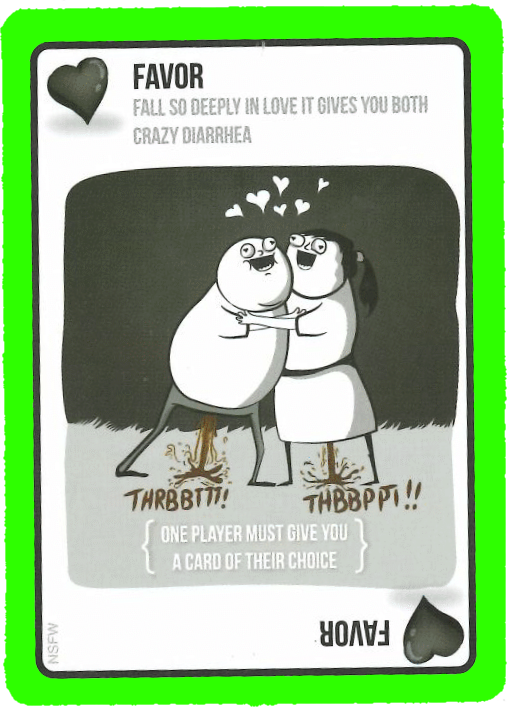 FAVOR
FALL SO DEEPLY IN LOVE IT GIVES YOU BOTH
CRAZY DIARRHEA
THRBBTTT!
THBBPPT!!
ONE PLAYER MUST GIVE YOU
A CARD OF THEIR CHOICE
NSFW
FAVOR